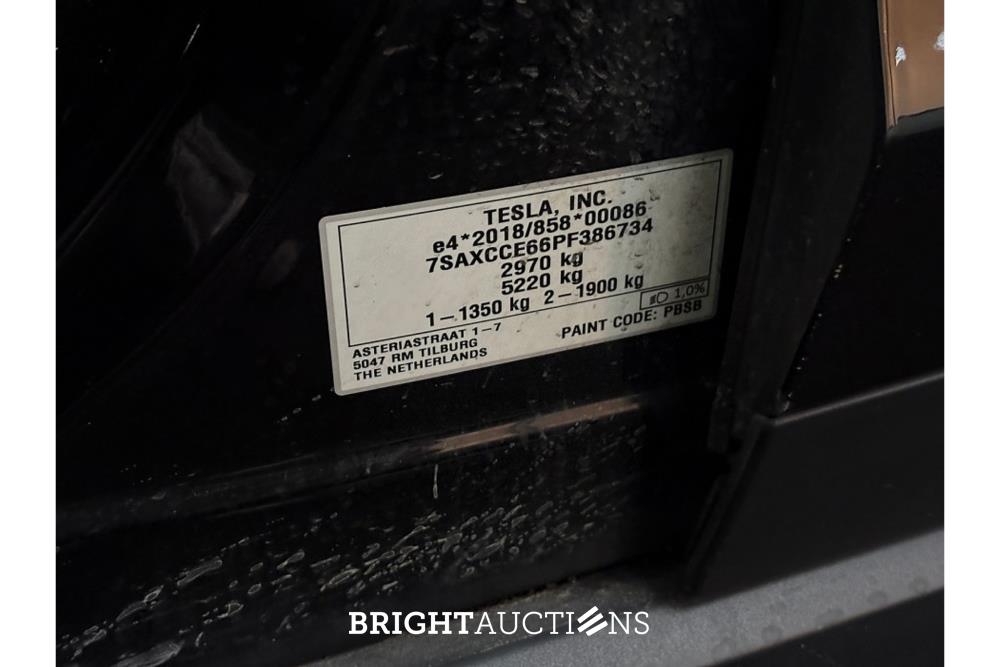 TESLA, INC.
e4*2018/858*00086
7SAXCCE66PF386734
2970 kg
5220 kg
1-1350 kg 2-1900 kg
1,0%
ASTERIASTRAAT 1-7
5047 RM TILBURG
THE NETHERLANDS
PAINT CODE: PBSB
BRIGHTAUCTIONS